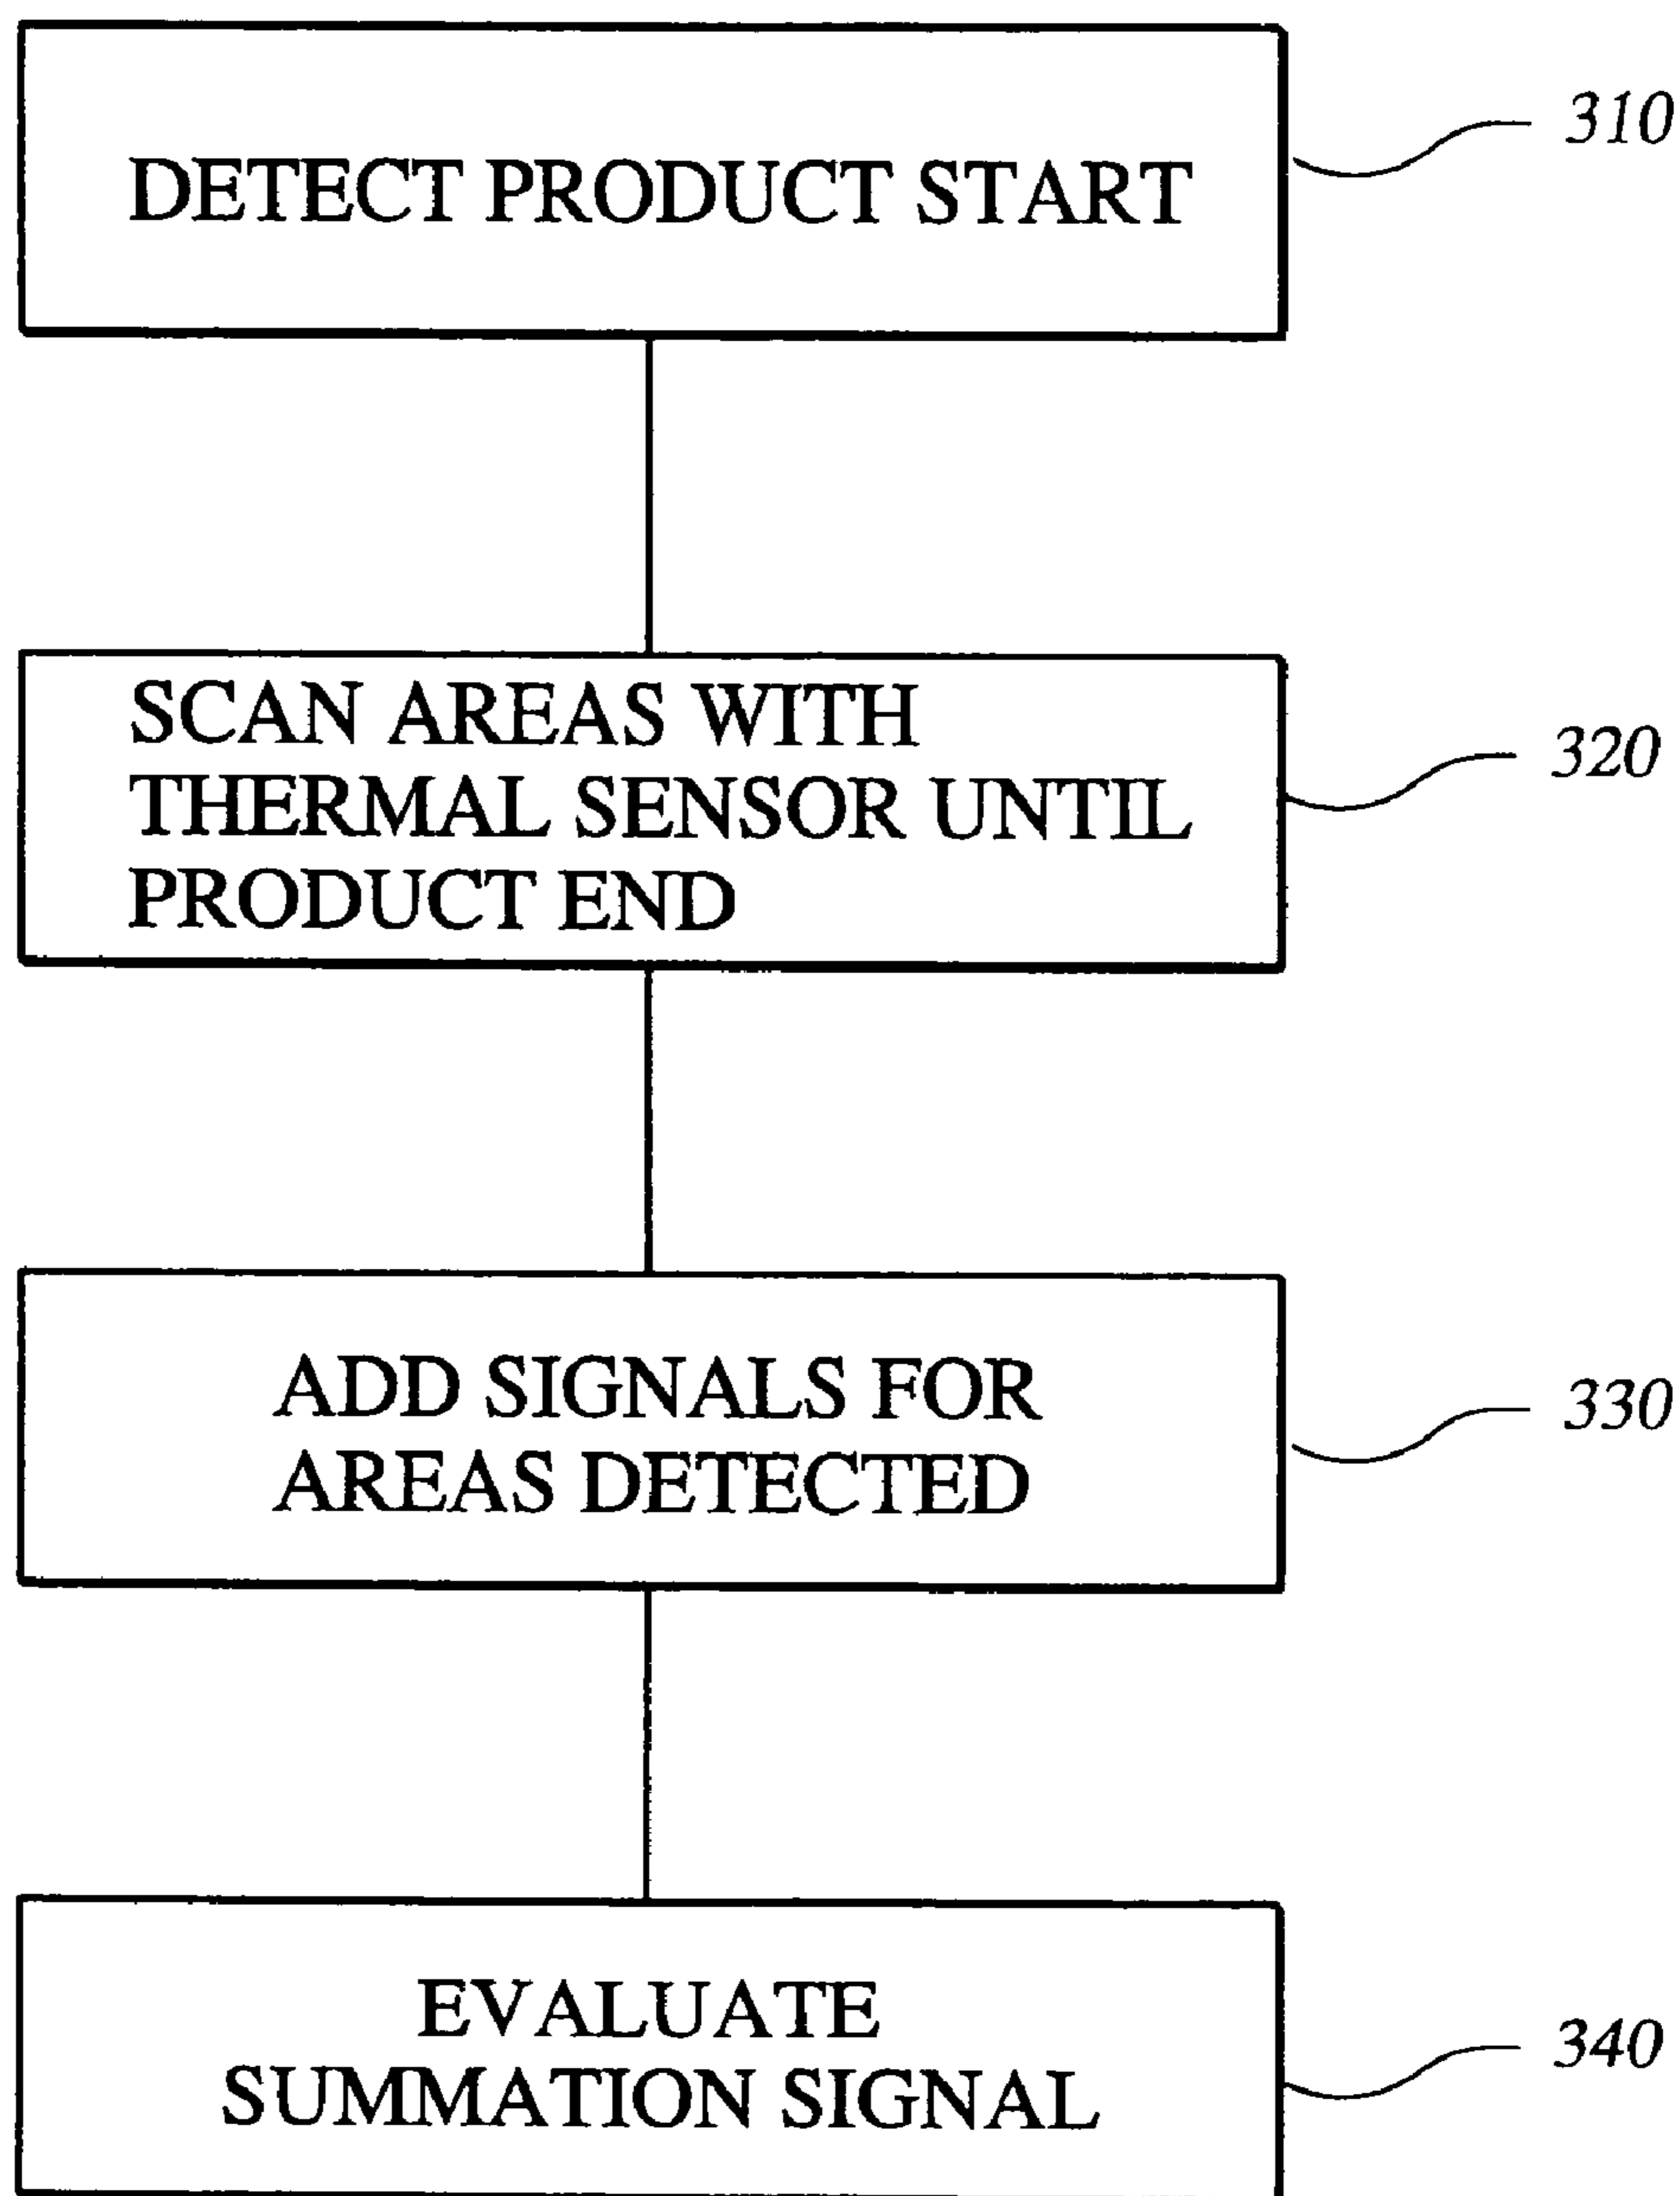 DETECT PRODUCT START
310
SCAN AREAS WITH
THERMAL SENSOR UNTIL
PRODUCT END
320
ADD SIGNALS FOR
AREAS DETECTED
330
EVALUATE
SUMMATION SIGNAL
340